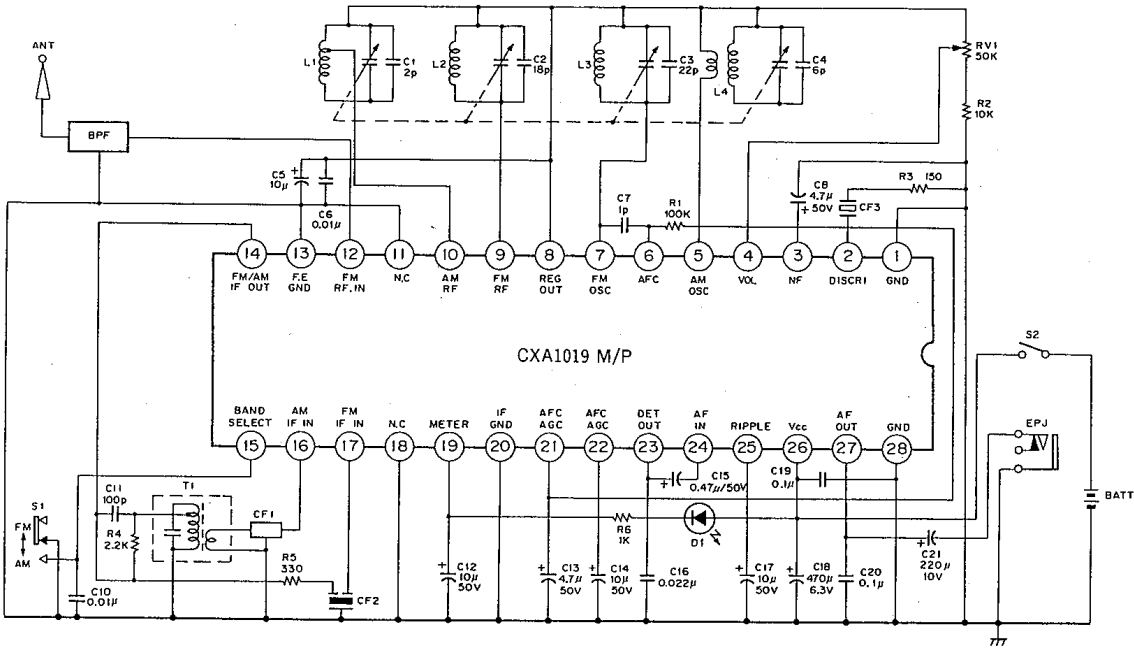 ANT
BPF
L1
C1
2p
L2
C2
18p
L3
C3
22p
L4
C4
6p
RV1
50K
R2
10K
C5
10µ
C6
0.01µ
C7
1p
R1
100K
C8
4.7µ
50V
R3 150
CF3
14
13
12
11
10
9
8
7
6
5
4
3
2
1
FM/AM
IF OUT
F.E
GND
FM
RF.IN
N.C
AM
RF
FM
RF
REG
OUT
FM
OSC
AFC
AM
OSC
VOL
NF
DISCRI
GND
CXA1019 M/P
BAND
SELECT
AM
IF IN
FM
IF IN
N.C
METER
IF
GND
AFC
AGC
AFC
AGC
DET
OUT
AF
IN
RIPPLE
Vcc
AF
OUT
GND
15
16
17
18
19
20
21
22
23
24
25
26
27
28
S2
EPJ
BATT
S1
FM
AM
C10
0.01µ
C11
100p
R4
2.2K
T1
CF1
R5
330
CF2
C12
10µ
50V
C13
4.7µ
50V
C14
10µ
50V
C15
0.47µ/50V
C16
0.022µ
R6
1K
D1
C17
10µ
50V
C19
0.1µ
C18
470µ
6.3V
C20
0.1µ
C21
220µ
10V